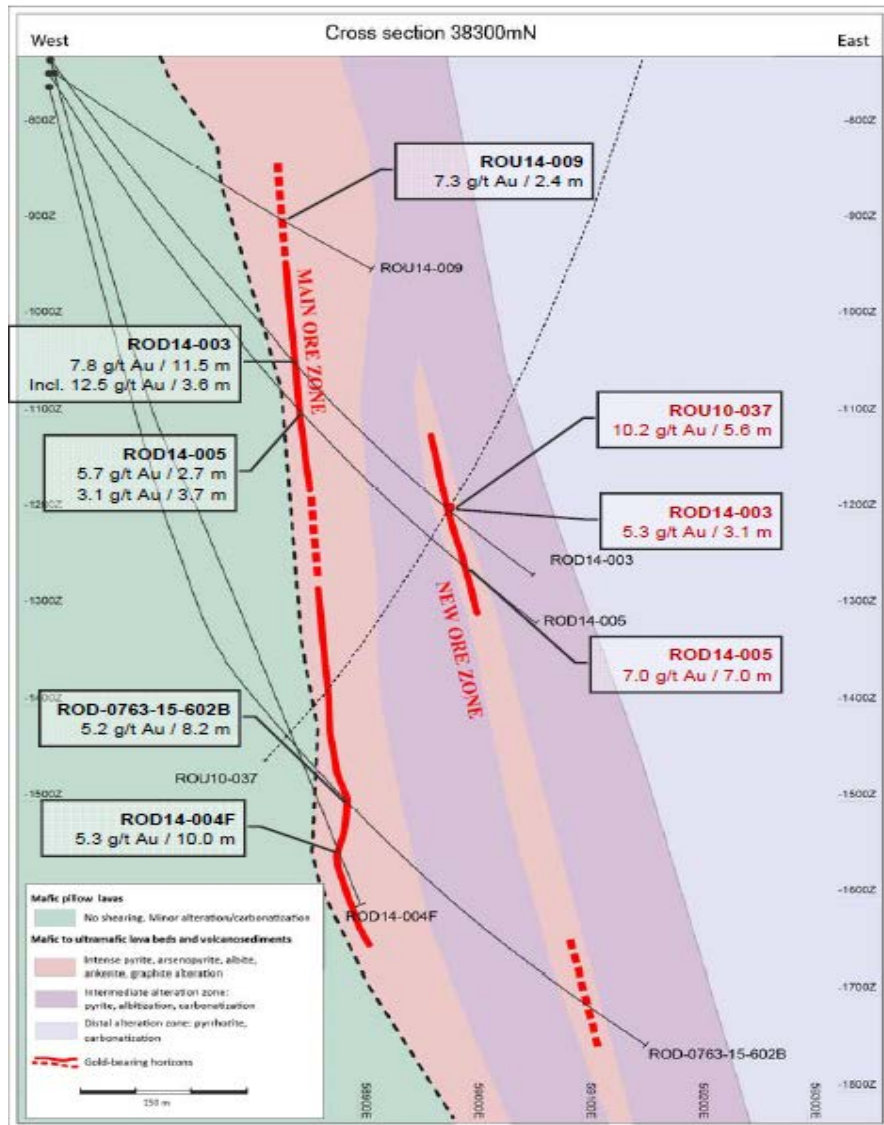 Cross section 38300mN
West
East
-800Z
-800Z
ROU14-009
7.3 g/t Au / 2.4 m
-900Z
-900Z
ROU14-009
-1000Z
-1000Z
MAIN ORE ZONE
ROD14-003
7.8 g/t Au / 11.5 m
Incl. 12.5 g/t Au / 3.6 m
-1100Z
-1100Z
ROU10-037
10.2 g/t Au / 5.6 m
ROD14-005
5.7 g/t Au / 2.7 m
3.1 g/t Au / 3.7 m
-1200Z
-1200Z
ROD14-003
5.3 g/t Au / 3.1 m
ROD14-003
-1300Z
-1300Z
ROD14-005
NEW ORE ZONE
ROD14-005
7.0 g/t Au / 7.0 m
-1400Z
-1400Z
ROD-0763-15-602B
5.2 g/t Au / 8.2 m
ROU10-037
-1500Z
-1500Z
ROD14-004F
5.3 g/t Au / 10.0 m
-1600Z
ROD14-004F
Mafic pillow lavas
No shearing, Minor alteration/carbonatization
Mafic to ultramafic lava beds and volcanosediments
Intense pyrite, arsenopyrite, albite,
ankerite, graphite alteration
Intermediate alteration zone:
pyrite, albitization, carbonatization
Distal alteration zone: pyrrhotite,
carbonatization
Gold-bearing horizons
-1700Z
ROD-0763-15-602B
150 m
58900E
59000E
59100E
59200E
59300E
-1800Z